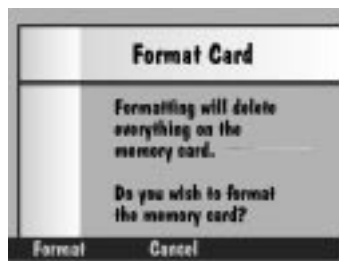 Format Card
Formatting will delete
everything on the
memory card.
Do you wish to format
the memory card?
Format Cancel